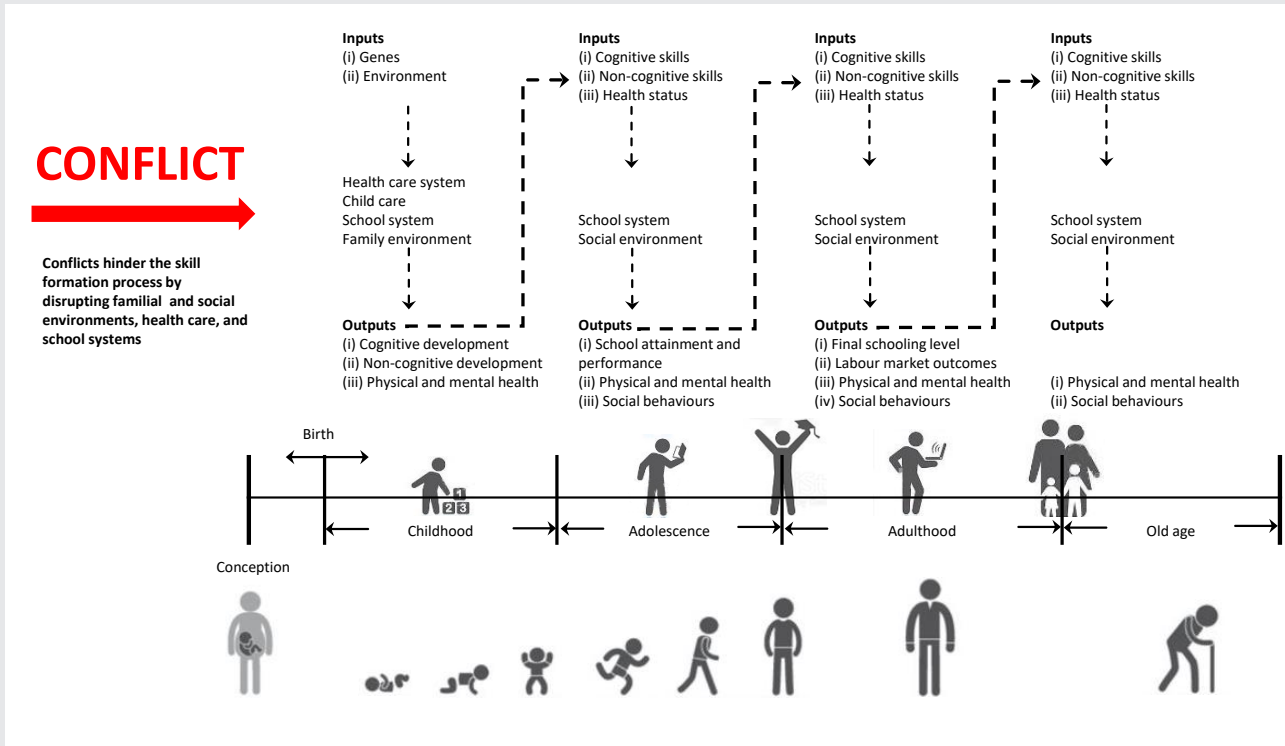 CONFLICT
Conflicts hinder the skill
formation process by
disrupting familial and social
environments, health care, and
school systems
Inputs
(i) Genes
(ii) Environment
Health care system
Child care
School system
Family environment
Outputs
(i) Cognitive development
(ii) Non-cognitive development
(iii) Physical and mental health
Inputs
(i) Cognitive skills
(ii) Non-cognitive skills
(iii) Health status
School system
Social environment
Outputs
(i) School attainment and
performance
(ii) Physical and mental health
(iii) Social behaviours
Inputs
(i) Cognitive skills
(ii) Non-cognitive skills
(iii) Health status
School system
Social environment
Outputs
(i) Final schooling level
(ii) Labour market outcomes
(iii) Physical and mental health
(iv) Social behaviours
Inputs
(i) Cognitive skills
(ii) Non-cognitive skills
(iii) Health status
School system
Social environment
Outputs
(i) Physical and mental health
(ii) Social behaviours
Birth
1
2 3
Childhood
Adolescence
Adulthood
Old age
Conception